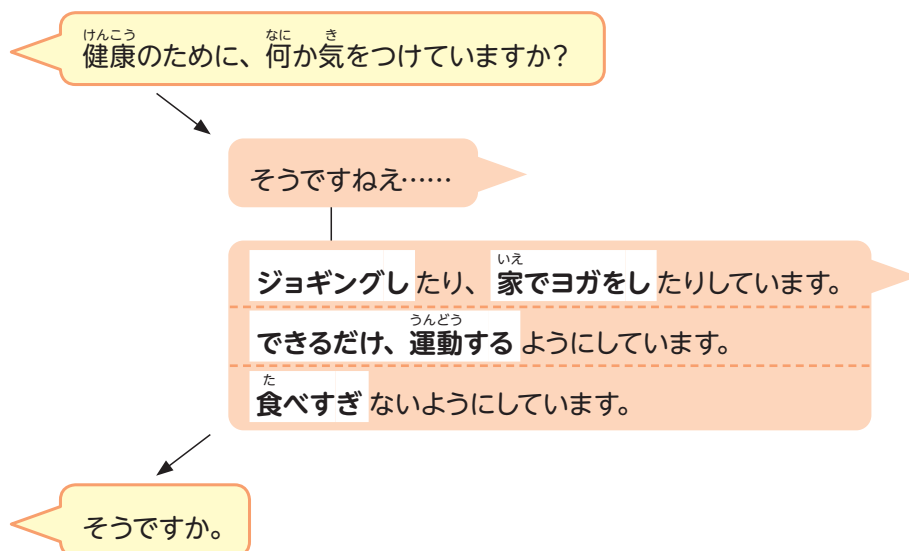 けんこう なに き
健康のために、何か気をつけていますか？
そうですねえ……
いえ
ジョギングしたり、家でヨガをしたりしています。
うんどう
できるだけ、運動するようにしています。
た
食べすぎないようにしています。
そうですか。